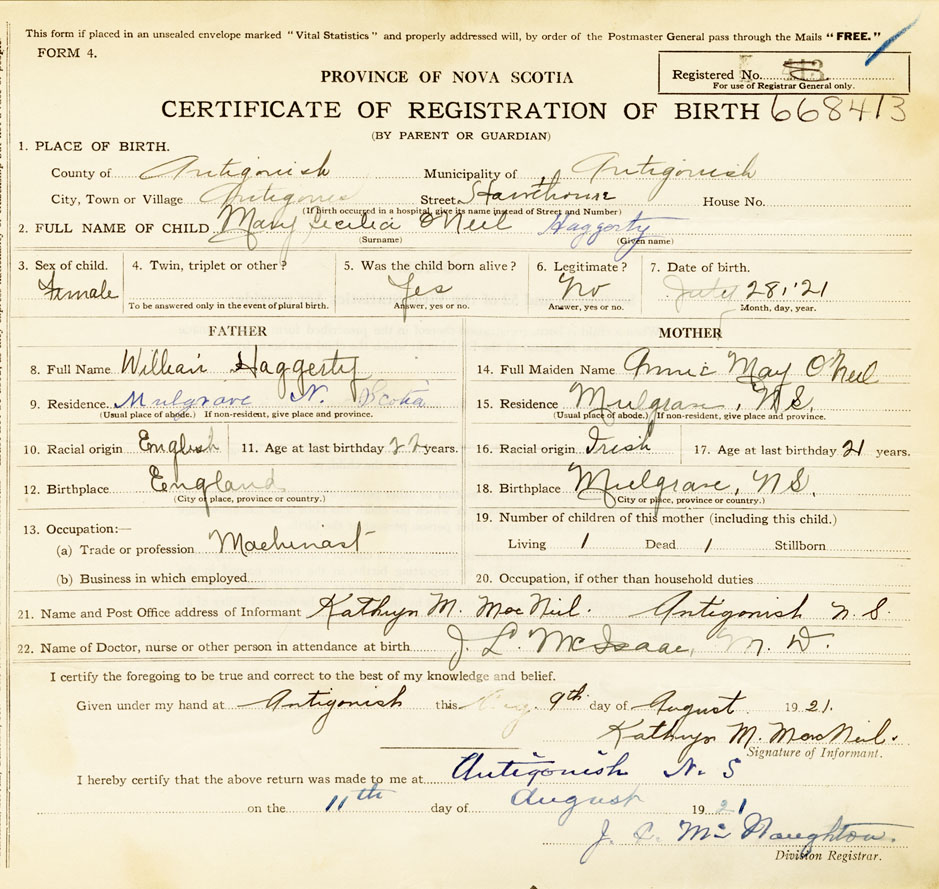 This form if placed in an unsealed envelope marked "Vital Statistics" and properly addressed will, by order of the Postmaster General pass through the Mails "FREE."
FORM 4.
Registered No.
For use of Registrar General only.
PROVINCE OF NOVA SCOTIA
CERTIFICATE OF REGISTRATION OF BIRTH 668413
(BY PARENT OR GUARDIAN)
1. PLACE OF BIRTH.
County of Antigonish Municipality of Antigonish
City, Town or Village Antigonish Street Hawthorne House No.
(If birth occurred in a hospital, give its name instead of Street and Number)
2. FULL NAME OF CHILD Mary Cecilia O'Neil Haggerty
(Surname) (Given name)
3. Sex of child. 4. Twin, triplet or other? 5. Was the child born alive? 6. Legitimate? 7. Date of birth.
Female Yes No July 28, '21
To be answered only in the event of plural birth. Answer, yes or no. Answer, yes or no. Month, day, year.
FATHER
8. Full Name William Haggerty
9. Residence. Mulgrave N. Scotia
(Usual place of abode.) If non-resident, give place and province.
10. Racial origin English 11. Age at last birthday 22 years.
12. Birthplace England
(City or place, province or country.)
13. Occupation:—
(a) Trade or profession Machinast
(b) Business in which employed
MOTHER
14. Full Maiden Name Annie May O'Neil
15. Residence Mulgrave, N.S.
(Usual place of abode.) If non-resident, give place and province.
16. Racial origin Irish 17. Age at last birthday 21 years.
18. Birthplace Mulgrave, N.S.
(City or place, province or country.)
19. Number of children of this mother (including this child.)
Living 1 Dead 1 Stillborn
20. Occupation, if other than household duties
21. Name and Post Office address of Informant Kathryn M. MacNeil. Antigonish N.S
22. Name of Doctor, nurse or other person in attendance at birth J. L. McIsaac, M.D.
I certify the foregoing to be true and correct to the best of my knowledge and belief.
Given under my hand at Antigonish this Aug. 9th day of August 1921.
Kathryn M. MacNeil.
Signature of Informant.
I hereby certify that the above return was made to me at Antigonish N. S
on the 11th day of August 1921
J. McNaughton.
Division Registrar.